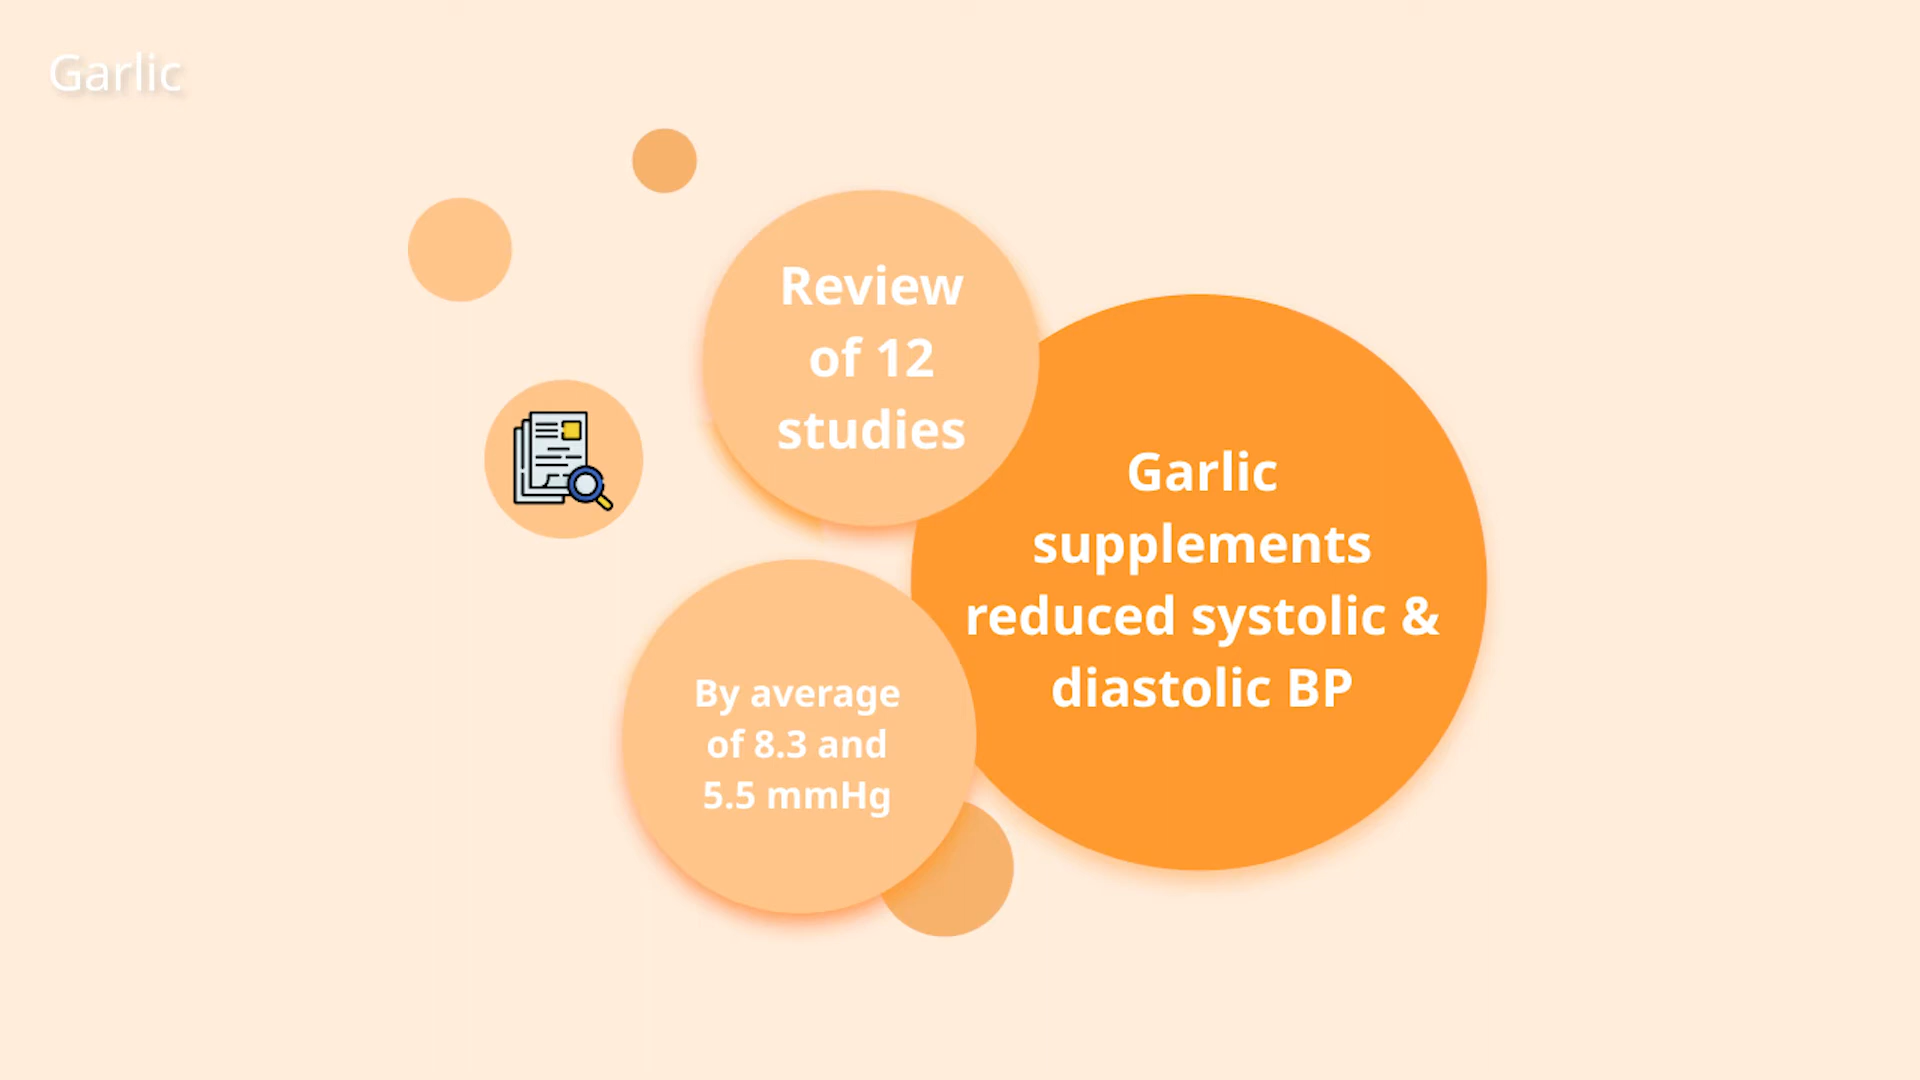 Garlic
Review
of 12
studies
Garlic
supplements
reduced systolic &
diastolic BP
By average
of 8.3 and
5.5 mmHg